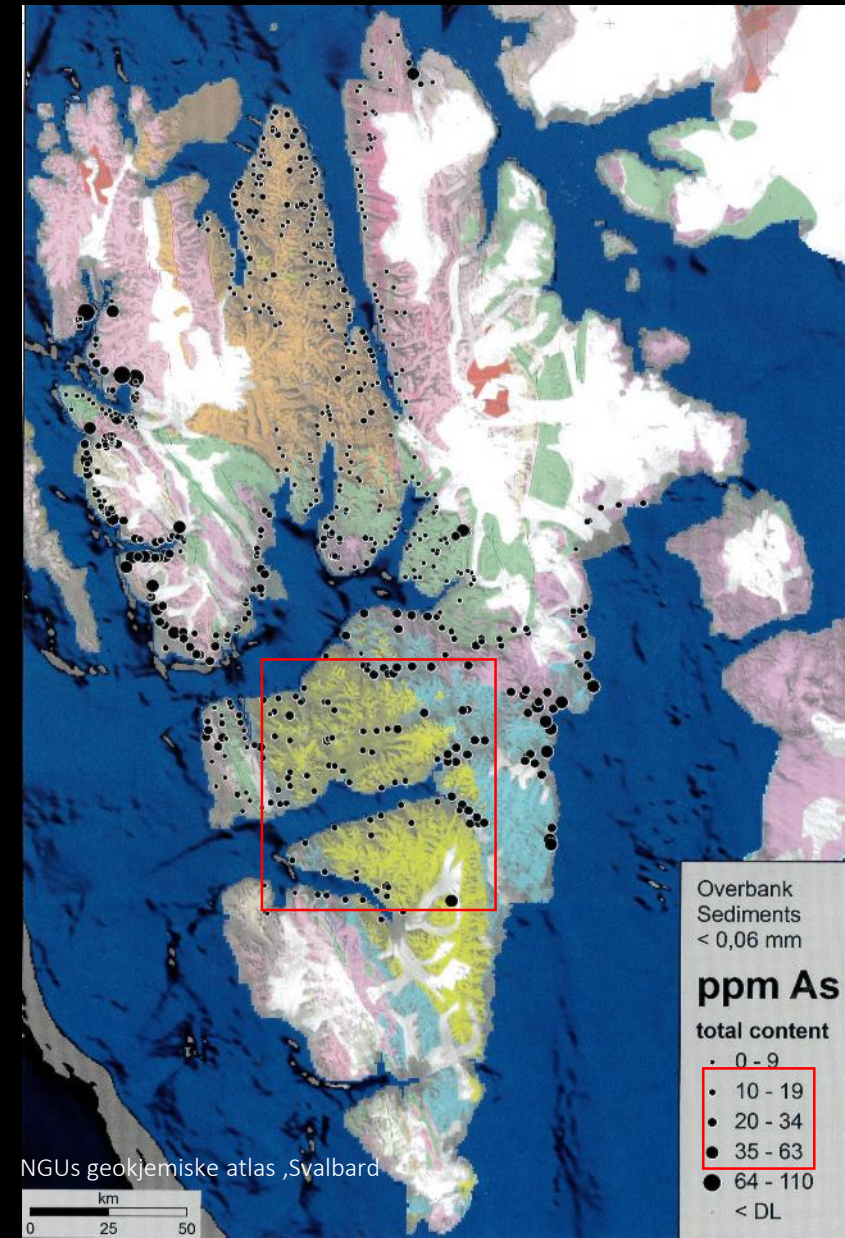 Overbank
Sediments
< 0,06 mm
ppm As
total content
0 - 9
10 - 19
20 - 34
35 - 63
64 - 110
< DL
NGUs geokjemiske atlas ,Svalbard
km
0 25 50